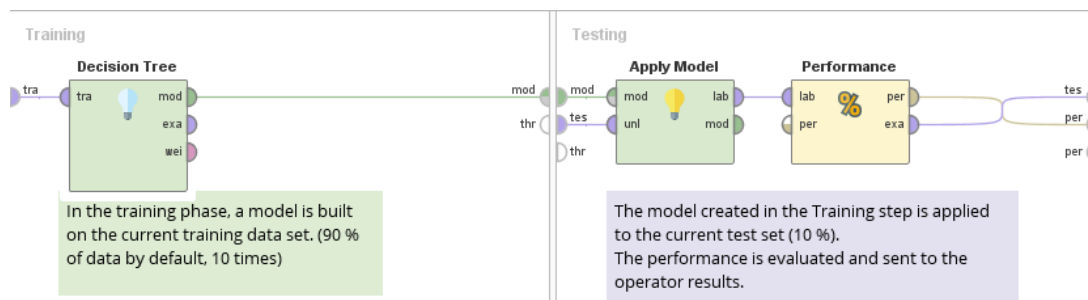 Training
Testing
Decision Tree
Apply Model
Performance
tra
tra
mod
exa
wei
mod
thr
mod
tes
thr
mod
unl
lab
mod
lab
per
per
exa
%
tes
per
per
In the training phase, a model is built
on the current training data set. (90 %
of data by default, 10 times)
The model created in the Training step is applied
to the current test set (10 %).
The performance is evaluated and sent to the
operator results.